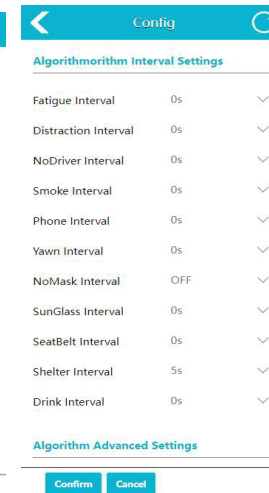 Config
Algorithmorithm Interval Settings
Fatigue Interval 0s
Distraction Interval 0s
NoDriver Interval 0s
Smoke Interval 0s
Phone Interval 0s
Yawn Interval 0s
NoMask Interval OFF
SunGlass Interval 0s
SeatBelt Interval 0s
Shelter Interval 5s
Drink Interval 0s
Algorithm Advanced Settings
Confirm Cancel